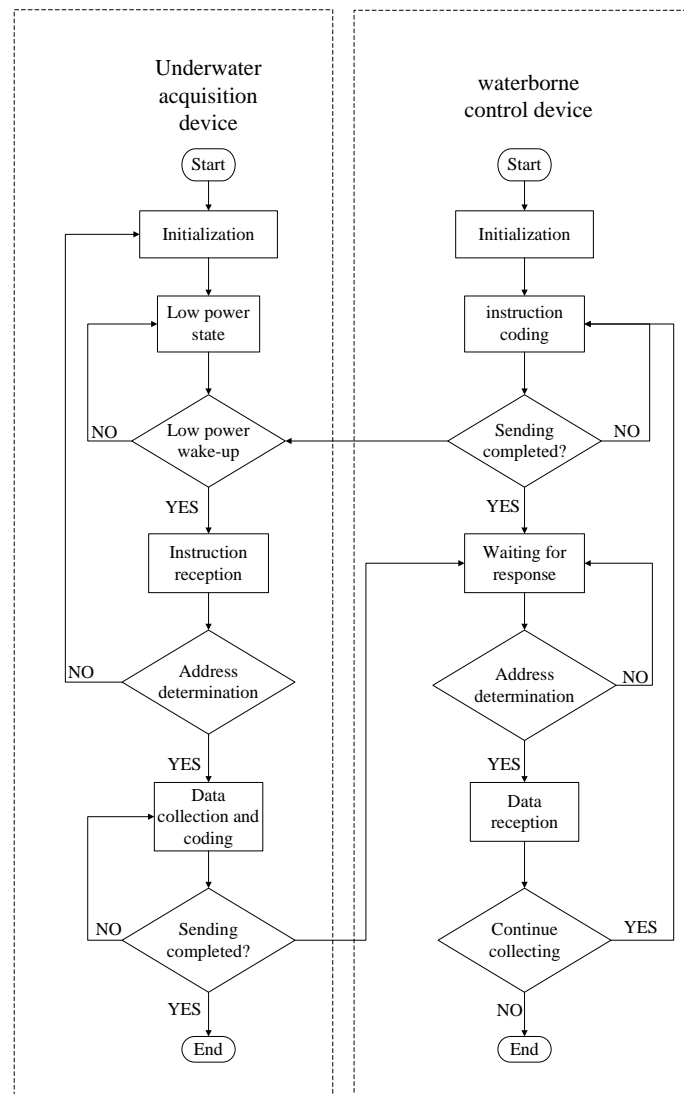 Underwater
acquisition
device
Start
Initialization
Low power
state
NO
Low power
wake-up
YES
Instruction
reception
NO
Address
determination
YES
Data
collection and
coding
NO
Sending
completed?
YES
End
waterborne
control device
Start
Initialization
instruction
coding
Sending
completed?
NO
YES
Waiting for
response
Address
determination
NO
YES
Data
reception
Continue
collecting
YES
NO
End